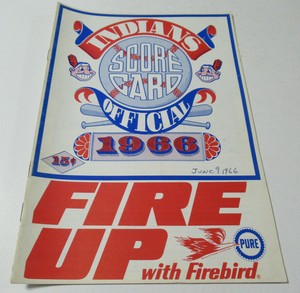 INDIANS
SCORE
CARD
OFFICIAL
1966
15¢
JUNE 9, 1966
FIRE
UP
PURE
with Firebird®